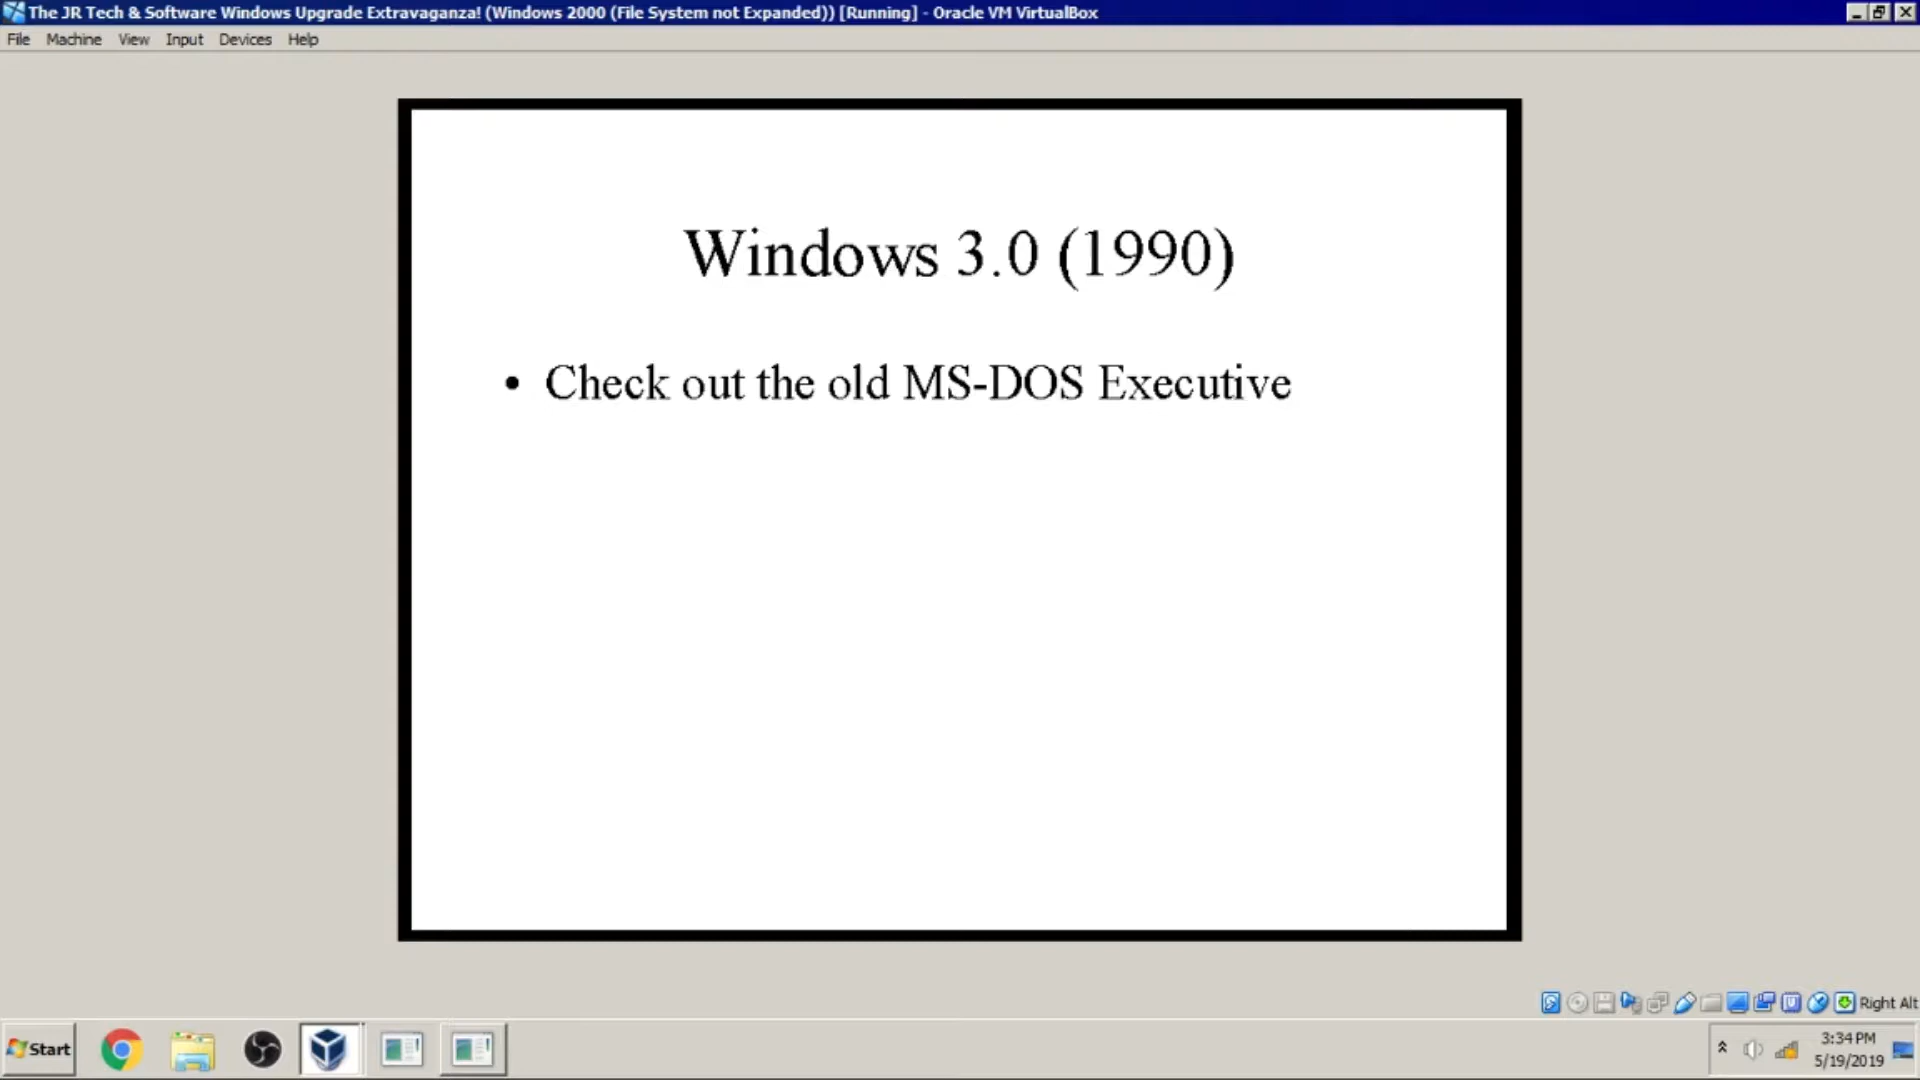 The JR Tech & Software Windows Upgrade Extravaganza! (Windows 2000 (File System not Expanded)) [Running] - Oracle VM VirtualBox
File Machine View Input Devices Help
Windows 3.0 (1990)
• Check out the old MS-DOS Executive
Right Alt
Start
3:34 PM
5/19/2019